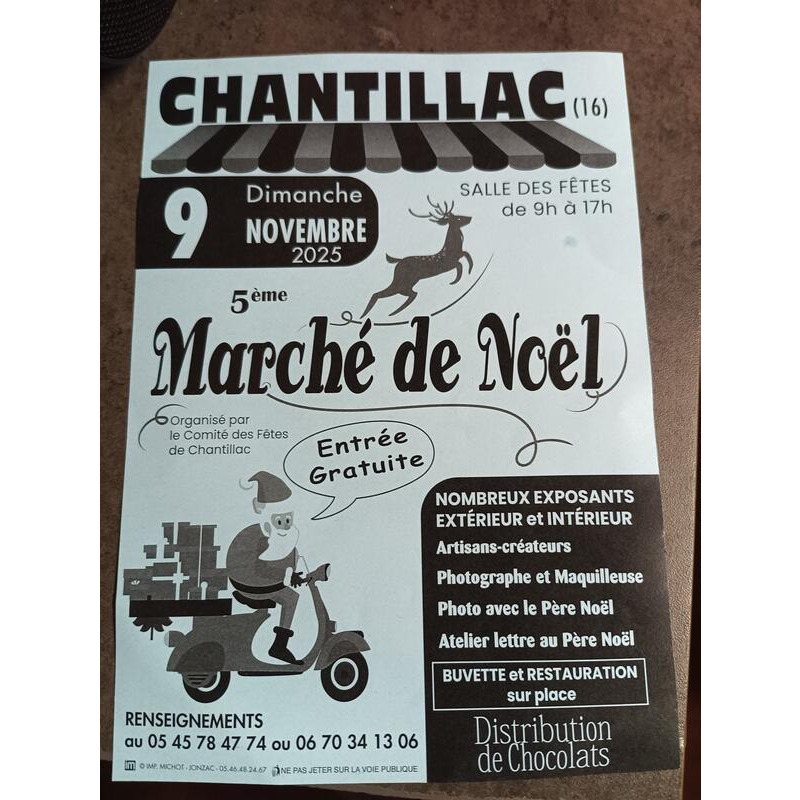 CHANTILLAC (16)
9
Dimanche
NOVEMBRE
2025
SALLE DES FÊTES
de 9h à 17h
5ème
Marché de Noël
Organisé par
le Comité des Fêtes
de Chantillac
Entrée
Gratuite
NOMBREUX EXPOSANTS
EXTÉRIEUR et INTÉRIEUR
Artisans-créateurs
Photographe et Maquilleuse
Photo avec le Père Noël
Atelier lettre au Père Noël
BUVETTE et RESTAURATION
sur place
Distribution
de Chocolats
RENSEIGNEMENTS
au 05 45 78 47 74 ou 06 70 34 13 06
im © IMP. MICHOT - JONZAC - 05.46.48.24.67 NE PAS JETER SUR LA VOIE PUBLIQUE